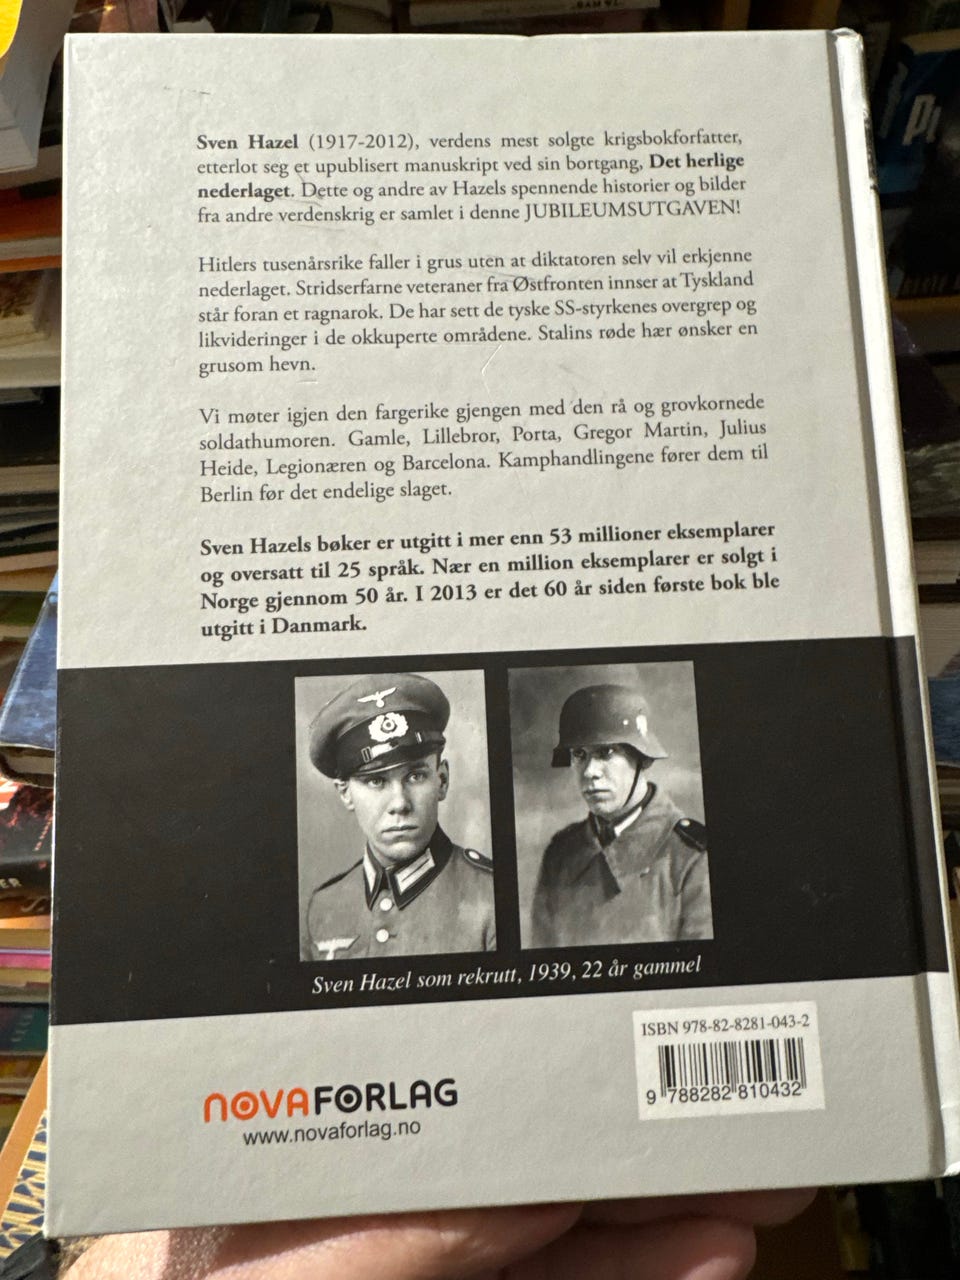 Sven Hazel (1917-2012), verdens mest solgte krigsbokforfatter,
etterlot seg et upublisert manuskript ved sin bortgang, Det herlige
nederlaget. Dette og andre av Hazels spennende historier og bilder
fra andre verdenskrig er samlet i denne JUBILEUMSUTGAVEN!
Hitlers tusenårsrike faller i grus uten at diktatoren selv vil erkjenne
nederlaget. Stridserfarne veteraner fra Østfronten innser at Tyskland
står foran et ragnarok. De har sett de tyske SS-styrkenes overgrep og
likvideringer i de okkuperte områdene. Stalins røde hær ønsker en
grusom hevn.
Vi møter igjen den fargerike gjengen med den rå og grovkornede
soldathumoren. Gamle, Lillebror, Porta, Gregor Martin, Julius
Heide, Legionæren og Barcelona. Kamphandlingene fører dem til
Berlin før det endelige slaget.
Sven Hazels bøker er utgitt i mer enn 53 millioner eksemplarer
og oversatt til 25 språk. Nær en million eksemplarer er solgt i
Norge gjennom 50 år. I 2013 er det 60 år siden første bok ble
utgitt i Danmark.
Sven Hazel som rekrutt, 1939, 22 år gammel
ISBN 978-82-8281-043-2
9 788282 810432
NOVAFORLAG
www.novaforlag.no